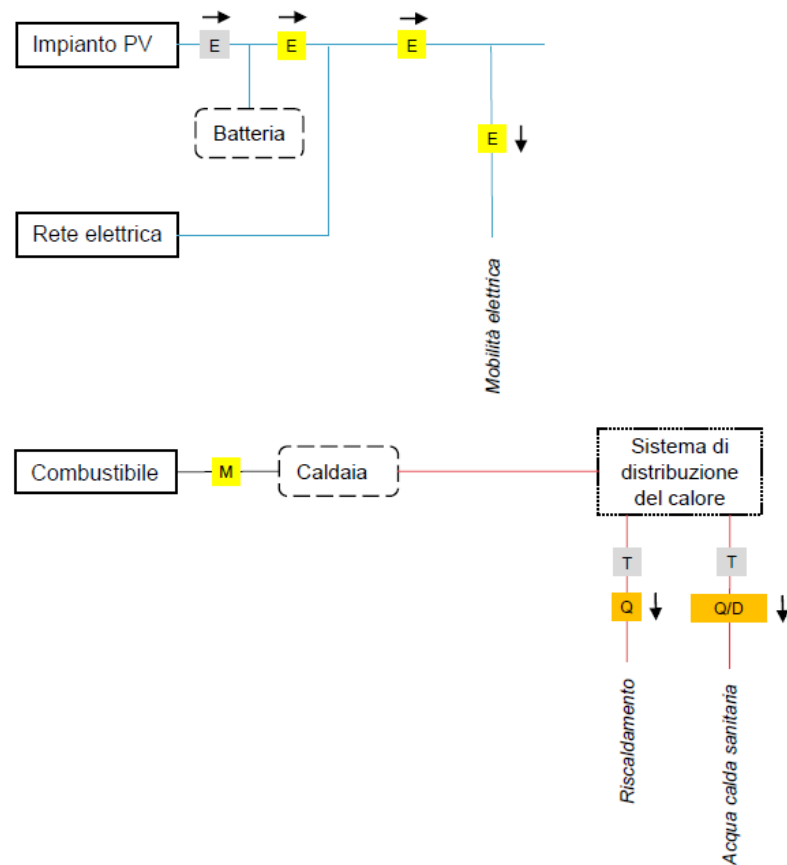 Impianto PV
E
E
E
Batteria
E
Rete elettrica
Mobilità elettrica
Combustibile
M
Caldaia
Sistema di
distribuzione
del calore
T
T
Q
Q/D
Riscaldamento
Acqua calda sanitaria